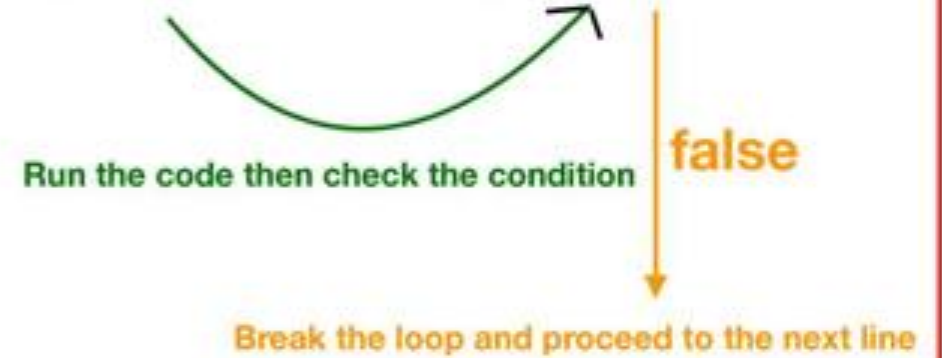 false
Run the code then check the condition
Break the loop and proceed to the next line